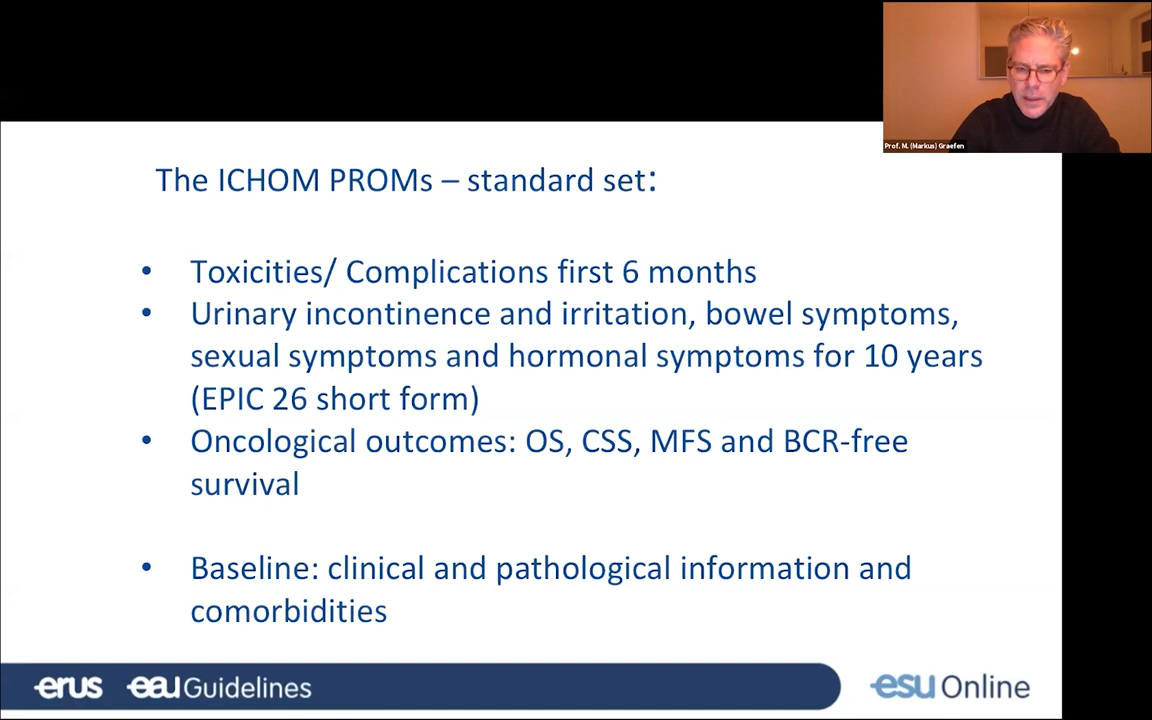 Prof. M. (Markus) Graefen
The ICHOM PROMs – standard set:
• Toxicities/ Complications first 6 months
• Urinary incontinence and irritation, bowel symptoms,
sexual symptoms and hormonal symptoms for 10 years
(EPIC 26 short form)
• Oncological outcomes: OS, CSS, MFS and BCR-free
survival
• Baseline: clinical and pathological information and
comorbidities
erus eau Guidelines esu Online